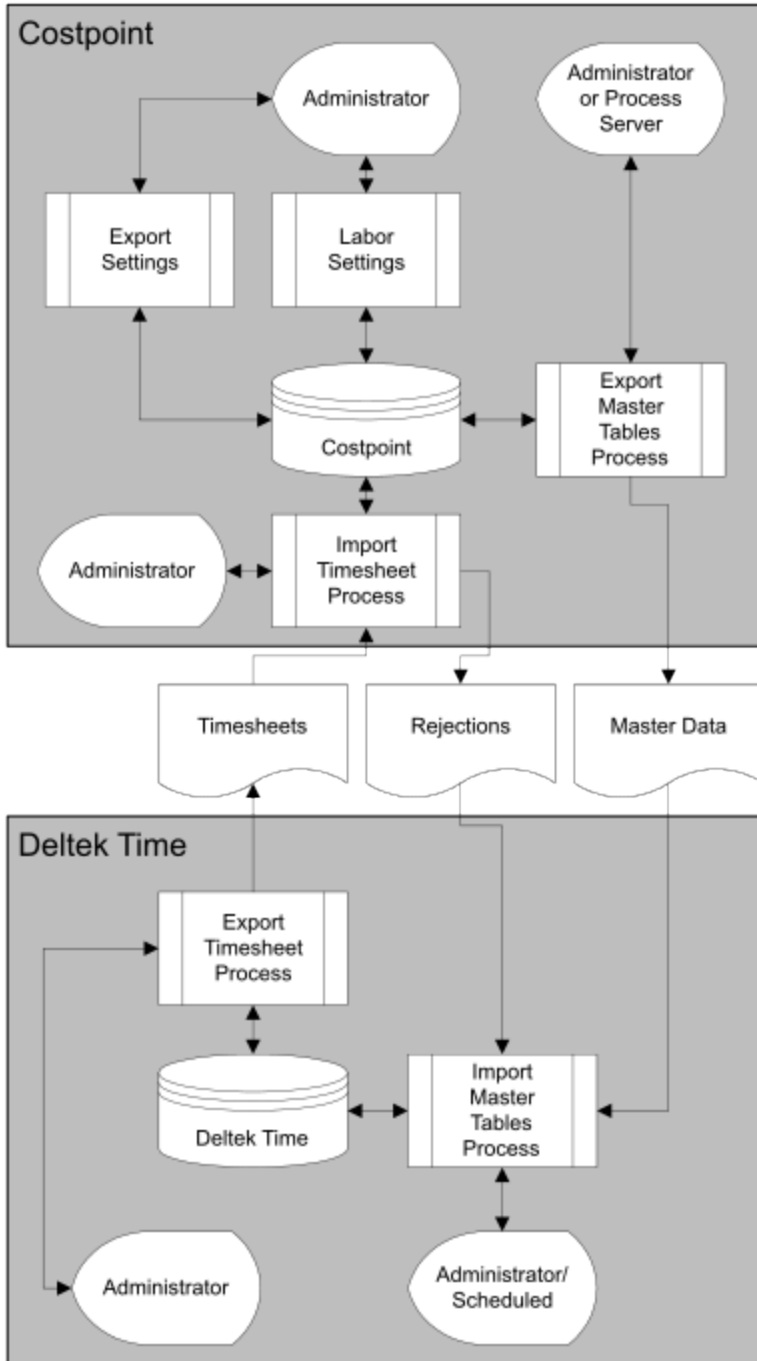 Costpoint
Administrator
Administrator
or Process
Server
Export
Settings
Labor
Settings
Costpoint
Export
Master
Tables
Process
Administrator
Import
Timesheet
Process
Timesheets
Rejections
Master Data
Deltek Time
Export
Timesheet
Process
Deltek Time
Import
Master
Tables
Process
Administrator
Administrator/
Scheduled